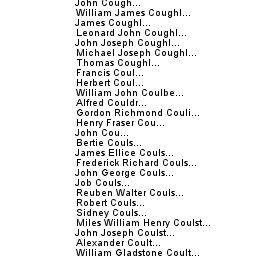 John Cough...
William James Coughl...
James Coughl...
Leonard John Coughl...
John Joseph Coughl...
Michael Joseph Coughl...
Thomas Coughl...
Francis Coul...
Herbert Coul...
William John Coulbe...
Alfred Couldr...
Gordon Richmond Couli...
Henry Fraser Cou...
John Cou...
Bertie Couls...
James Ellice Couls...
Frederick Richard Couls...
John George Couls...
Job Couls...
Reuben Walter Couls...
Robert Couls...
Sidney Couls...
Miles William Henry Coulst...
John Joseph Coulst...
Alexander Coult...
William Gladstone Coult...